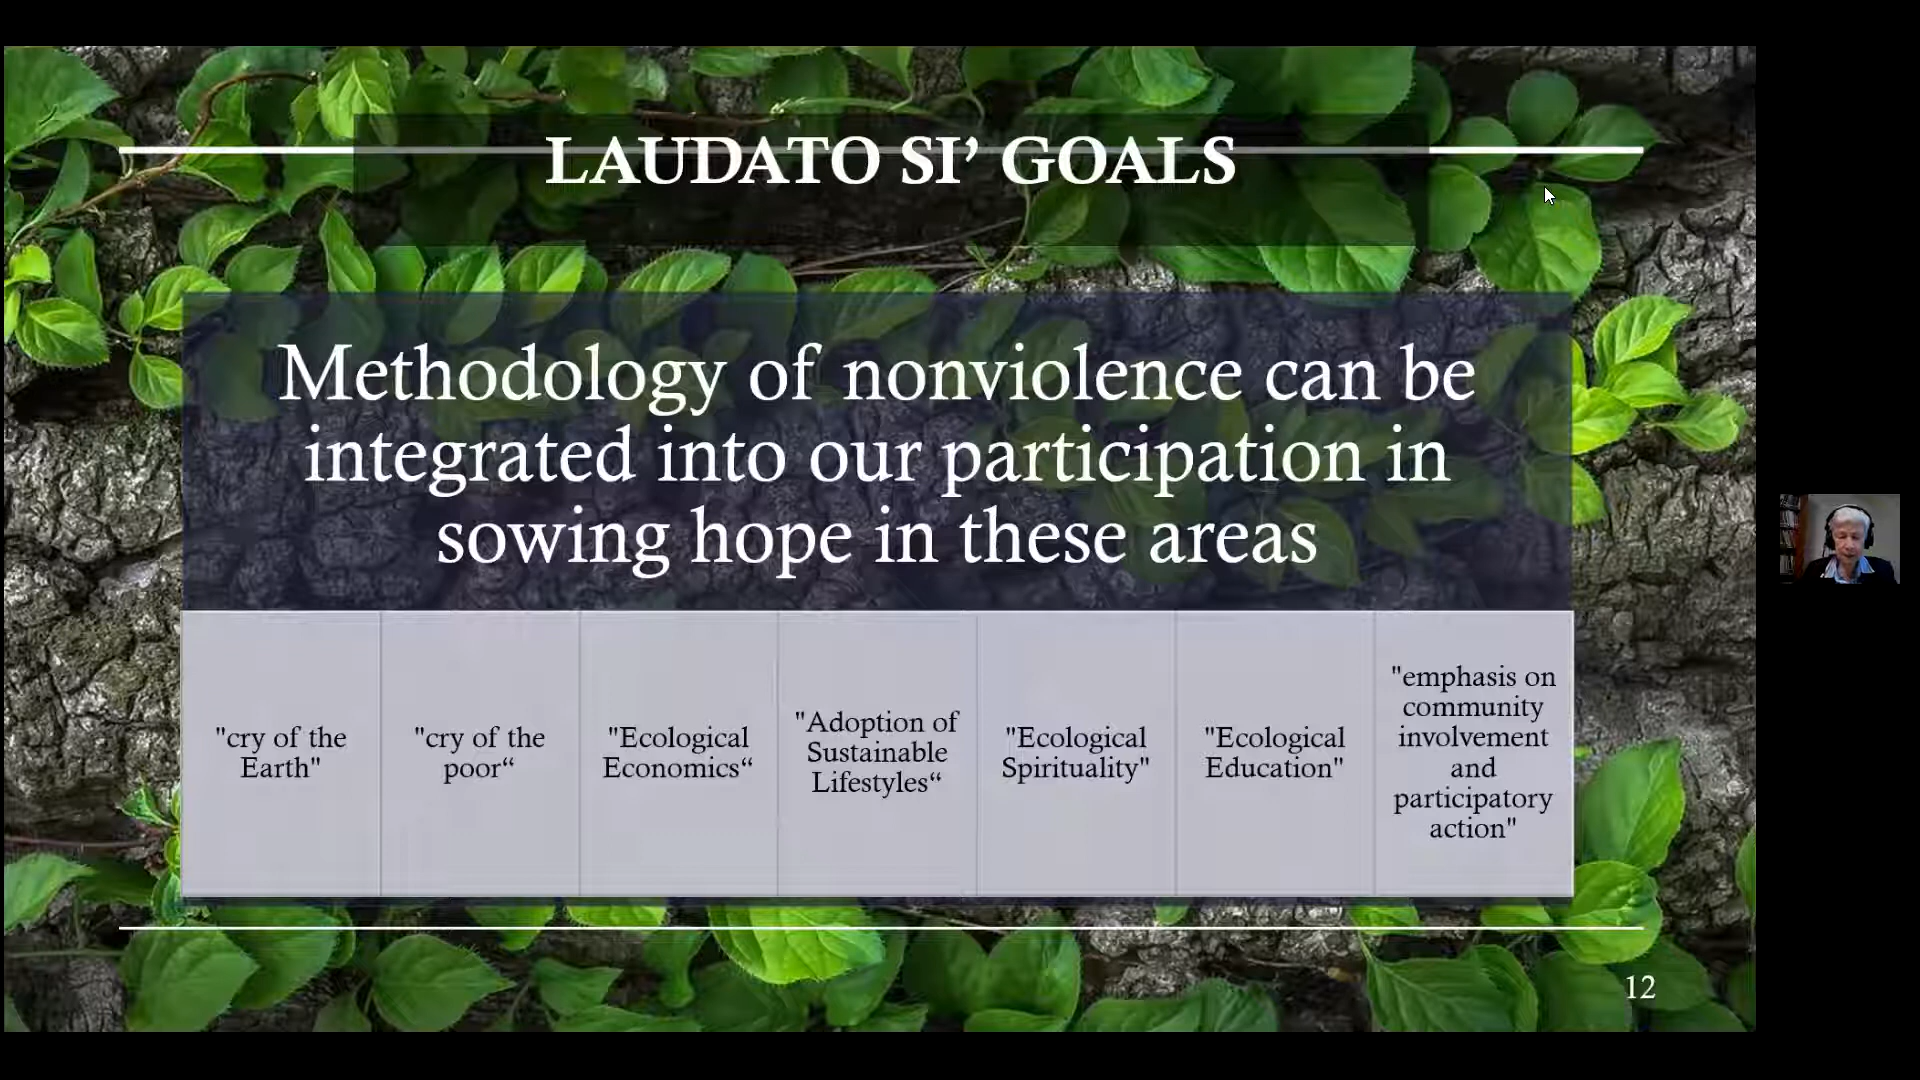 LAUDATO SI’ GOALS
Methodology of nonviolence can be
integrated into our participation in
sowing hope in these areas
"cry of the
Earth"
"cry of the
poor“
"Ecological
Economics“
"Adoption of
Sustainable
Lifestyles“
"Ecological
Spirituality"
"Ecological
Education"
"emphasis on
community
involvement
and
participatory
action"
12